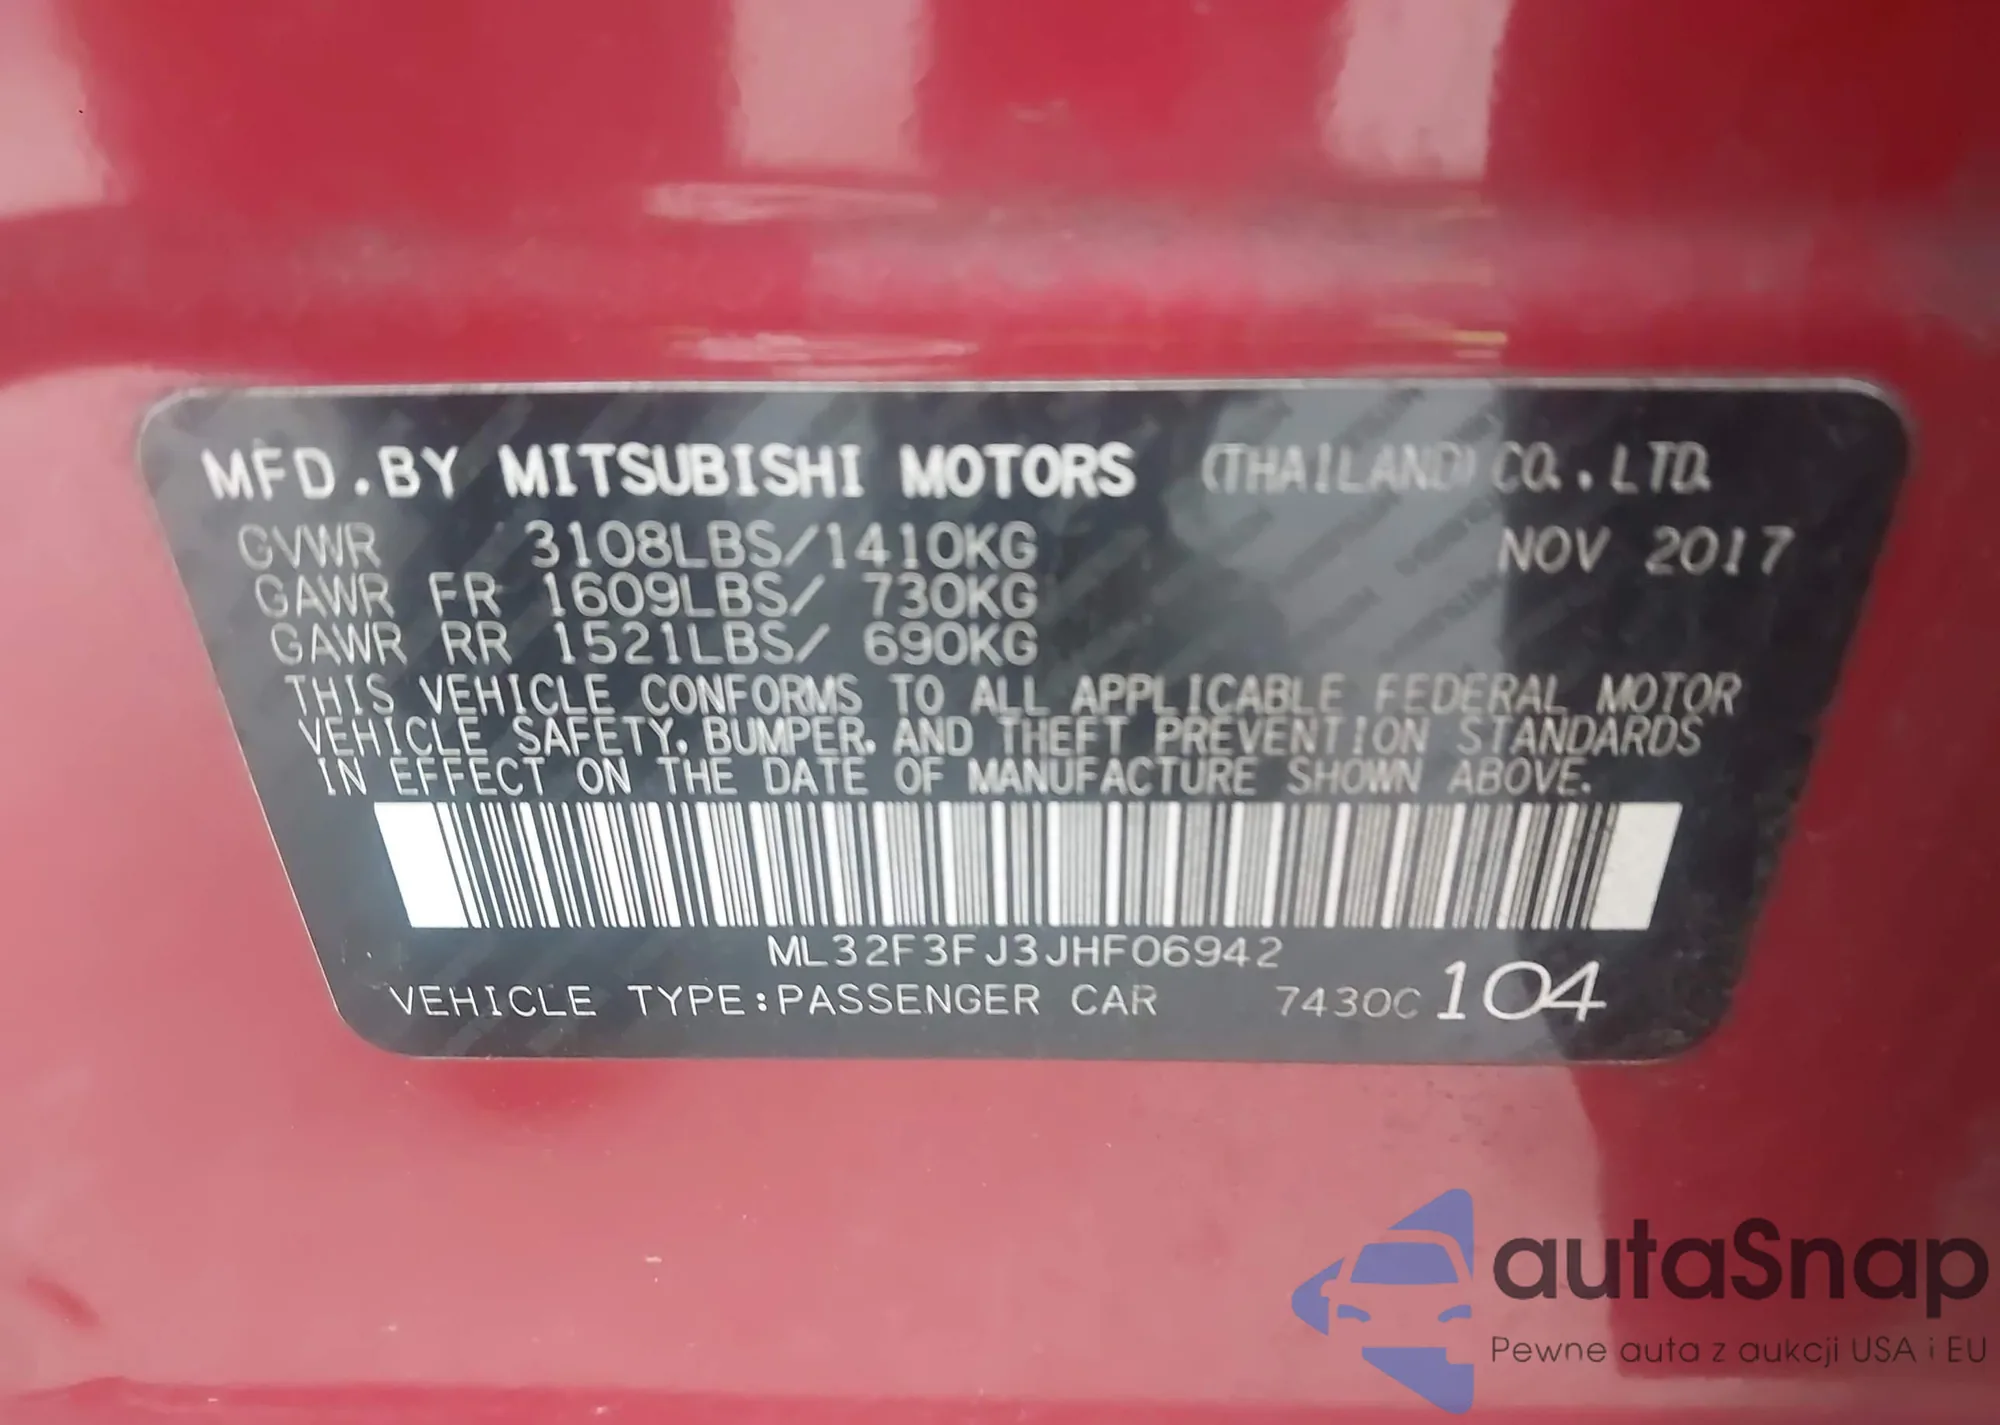 MFD.BY MITSUBISHI MOTORS (THAILAND) CO.,LTD.
GVWR 3108LBS/1410KG NOV 2017
GAWR FR 1609LBS/ 730KG
GAWR RR 1521LBS/ 690KG
THIS VEHICLE CONFORMS TO ALL APPLICABLE FEDERAL MOTOR
VEHICLE SAFETY, BUMPER, AND THEFT PREVENTION STANDARDS
IN EFFECT ON THE DATE OF MANUFACTURE SHOWN ABOVE.
ML32F3FJ3JHF06942
VEHICLE TYPE:PASSENGER CAR 7430C 104
autaSnap
Pewne auta z aukcji USA i EU